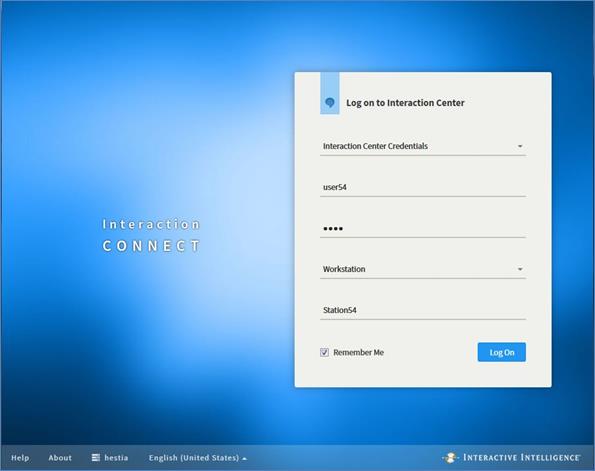 Log on to Interaction Center
Interaction Center Credentials
user54
••••
Interaction
CONNECT
Workstation
Station54
Remember Me
Log On
Help
About
hestia
English (United States)
INTERACTIVE INTELLIGENCE